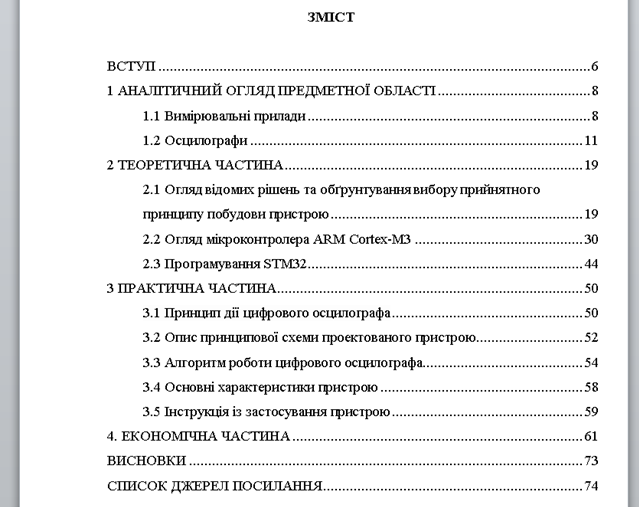 ЗМІСТ
ВСТУП ... 6
1 АНАЛІТИЧНИЙ ОГЛЯД ПРЕДМЕТНОЇ ОБЛАСТІ ... 8
1.1 Вимірювальні прилади ... 8
1.2 Осцилографи ... 11
2 ТЕОРЕТИЧНА ЧАСТИНА ... 19
2.1 Огляд відомих рішень та обґрунтування вибору прийнятного
принципу побудови пристрою ... 19
2.2 Огляд мікроконтролера ARM Cortex-M3 ... 30
2.3 Програмування STM32 ... 44
3 ПРАКТИЧНА ЧАСТИНА ... 50
3.1 Принцип дії цифрового осцилографа ... 50
3.2 Опис принципової схеми проектованого пристрою ... 52
3.3 Алгоритм роботи цифрового осцилографа ... 54
3.4 Основні характеристики пристрою ... 58
3.5 Інструкція із застосування пристрою ... 59
4. ЕКОНОМІЧНА ЧАСТИНА ... 61
ВИСНОВКИ ... 73
СПИСОК ДЖЕРЕЛ ПОСИЛАННЯ ... 74